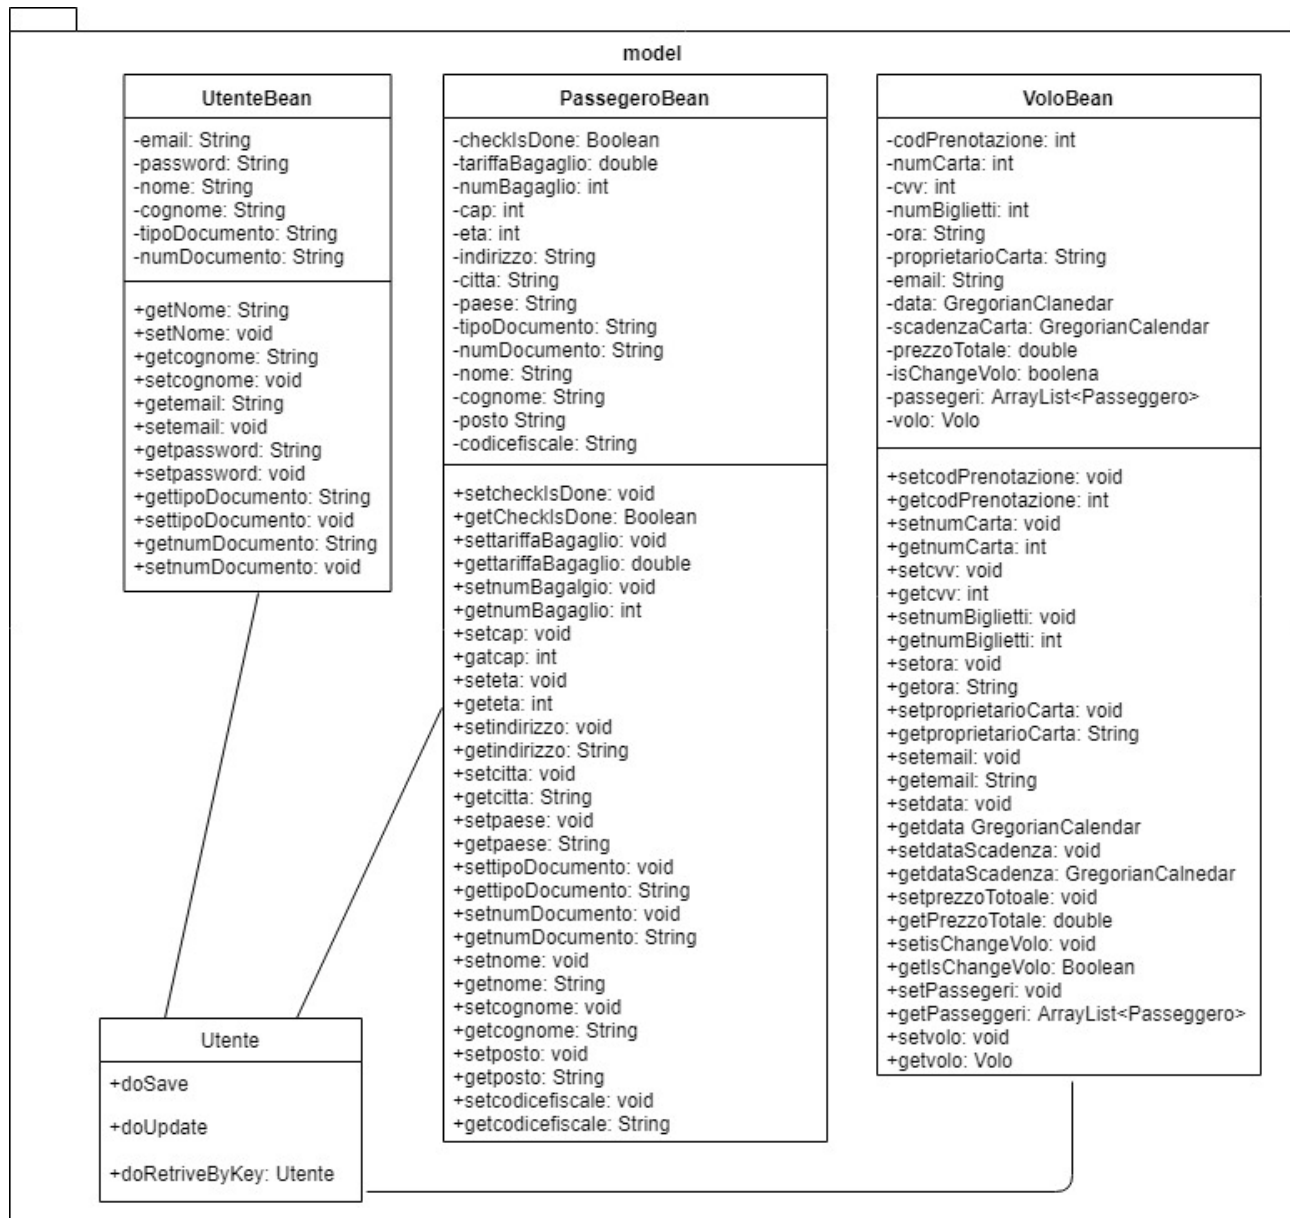 model
UtenteBean
-email: String
-password: String
-nome: String
-cognome: String
-tipoDocumento: String
-numDocumento: String
+getNome: String
+setNome: void
+getcognome: String
+setcognome: void
+getemail: String
+setemail: void
+getpassword: String
+setpassword: void
+gettipoDocumento: String
+settipoDocumento: void
+getnumDocumento: String
+setnumDocumento: void
PassegeroBean
-checkIsDone: Boolean
-tariffaBagaglio: double
-numBagaglio: int
-cap: int
-eta: int
-indirizzo: String
-citta: String
-paese: String
-tipoDocumento: String
-numDocumento: String
-nome: String
-cognome: String
-posto String
-codicefiscale: String
+setcheckIsDone: void
+getCheckIsDone: Boolean
+settariffaBagaglio: void
+gettariffaBagaglio: double
+setnumBagalgio: void
+getnumBagaglio: int
+setcap: void
+gatcap: int
+seteta: void
+geteta: int
+setindirizzo: void
+getindirizzo: String
+setcitta: void
+getcitta: String
+setpaese: void
+getpaese: String
+settipoDocumento: void
+gettipoDocumento: String
+setnumDocumento: void
+getnumDocumento: String
+setnome: void
+getnome: String
+setcognome: void
+getcognome: String
+setposto: void
+getposto: String
+setcodicefiscale: void
+getcodicefiscale: String
VoloBean
-codPrenotazione: int
-numCarta: int
-cvv: int
-numBiglietti: int
-ora: String
-proprietarioCarta: String
-email: String
-data: GregorianClanedar
-scadenzaCarta: GregorianCalendar
-prezzoTotale: double
-isChangeVolo: boolena
-passegeri: ArrayList<Passeggero>
-volo: Volo
+setcodPrenotazione: void
+getcodPrenotazione: int
+setnumCarta: void
+getnumCarta: int
+setcvv: void
+getcvv: int
+setnumBiglietti: void
+getnumBiglietti: int
+setora: void
+getora: String
+setproprietarioCarta: void
+getproprietarioCarta: String
+setemail: void
+getemail: String
+setdata: void
+getdata GregorianCalendar
+setdataScadenza: void
+getdataScadenza: GregorianCalnedar
+setprezzoTotoale: void
+getPrezzoTotale: double
+setisChangeVolo: void
+getIsChangeVolo: Boolean
+setPassegeri: void
+getPasseggeri: ArrayList<Passeggero>
+setvolo: void
+getvolo: Volo
Utente
+doSave
+doUpdate
+doRetriveByKey: Utente